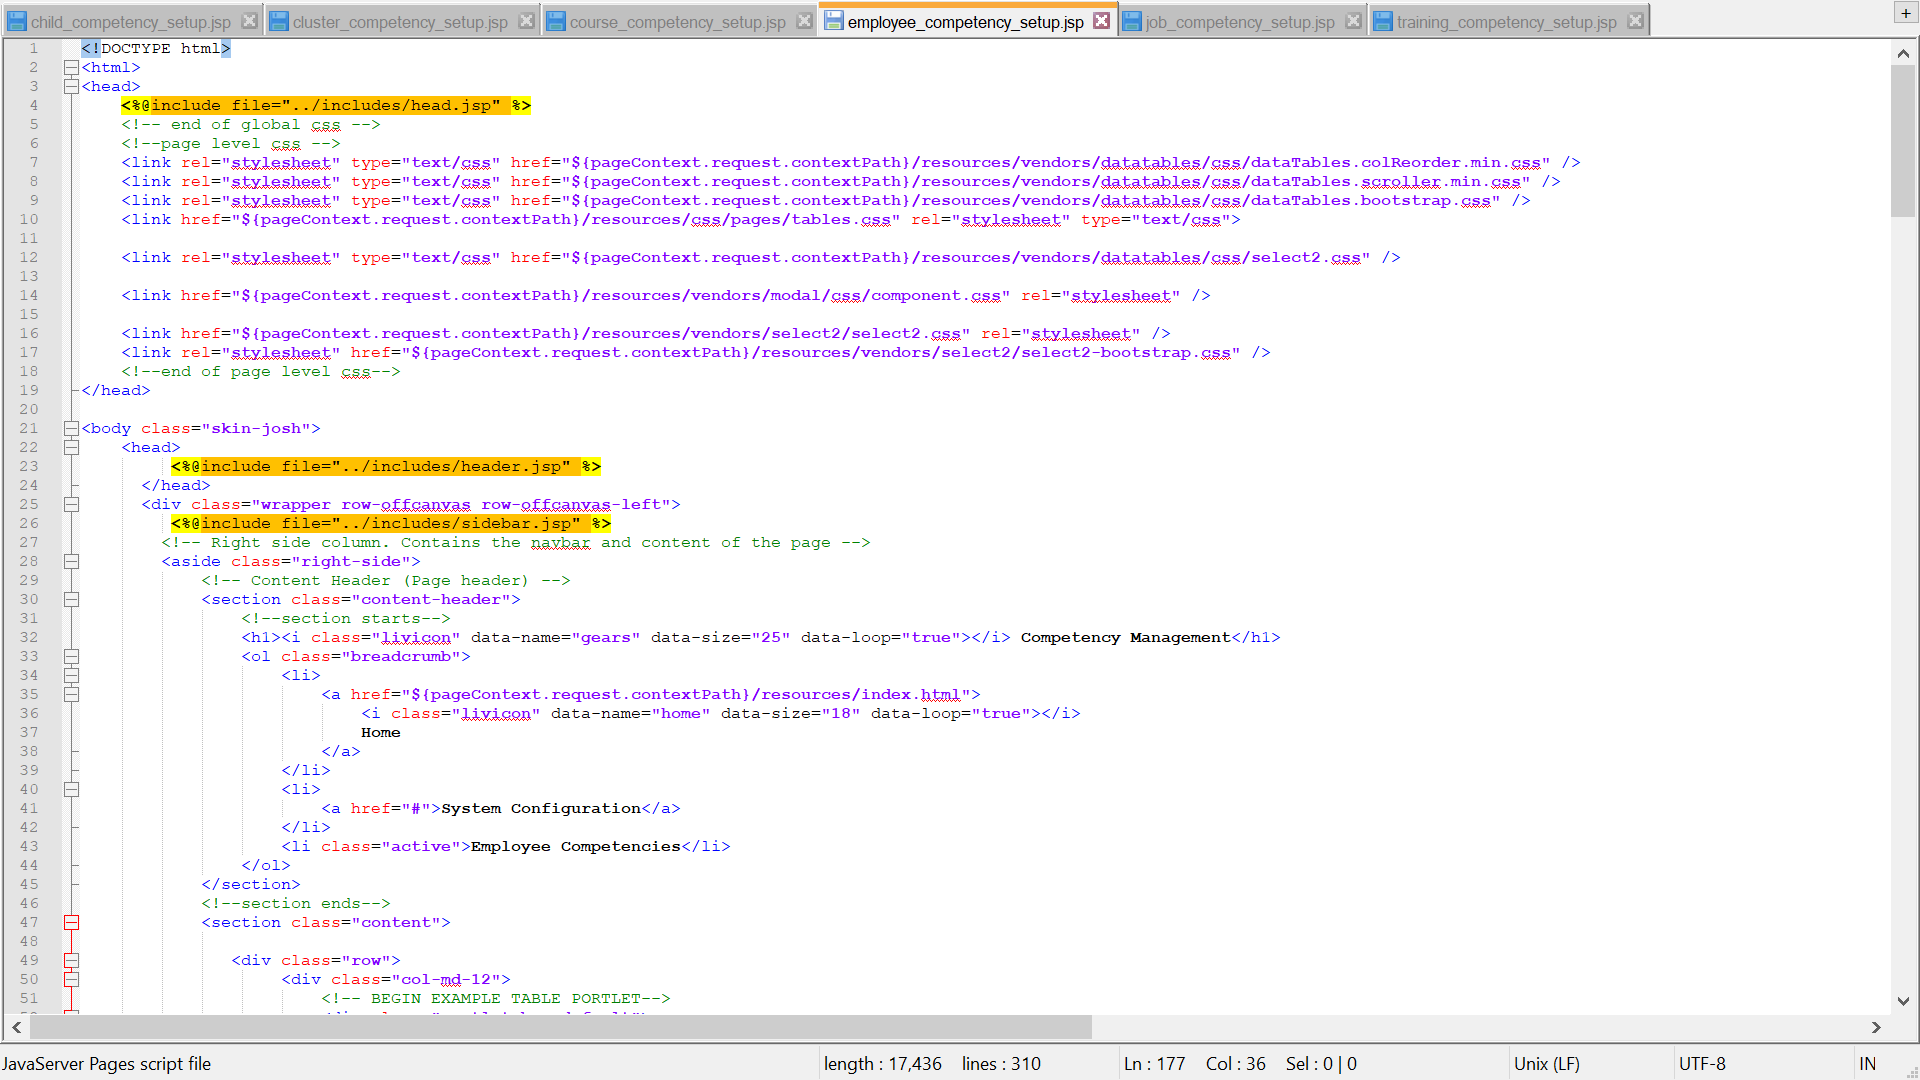 child_competency_setup.jsp cluster_competency_setup.jsp course_competency_setup.jsp employee_competency_setup.jsp job_competency_setup.jsp training_competency_setup.jsp +
1 <!DOCTYPE html>
2 <html>
3 <head>
4 <%@include file="../includes/head.jsp" %>
5 <!-- end of global css -->
6 <!--page level css -->
7 <link rel="stylesheet" type="text/css" href="${pageContext.request.contextPath}/resources/vendors/datatables/css/dataTables.colReorder.min.css" />
8 <link rel="stylesheet" type="text/css" href="${pageContext.request.contextPath}/resources/vendors/datatables/css/dataTables.scroller.min.css" />
9 <link rel="stylesheet" type="text/css" href="${pageContext.request.contextPath}/resources/vendors/datatables/css/dataTables.bootstrap.css" />
10 <link href="${pageContext.request.contextPath}/resources/css/pages/tables.css" rel="stylesheet" type="text/css">
11
12 <link rel="stylesheet" type="text/css" href="${pageContext.request.contextPath}/resources/vendors/datatables/css/select2.css" />
13
14 <link href="${pageContext.request.contextPath}/resources/vendors/modal/css/component.css" rel="stylesheet" />
15
16 <link href="${pageContext.request.contextPath}/resources/vendors/select2/select2.css" rel="stylesheet" />
17 <link rel="stylesheet" href="${pageContext.request.contextPath}/resources/vendors/select2/select2-bootstrap.css" />
18 <!--end of page level css-->
19 </head>
20
21 <body class="skin-josh">
22 <head>
23 <%@include file="../includes/header.jsp" %>
24 </head>
25 <div class="wrapper row-offcanvas row-offcanvas-left">
26 <%@include file="../includes/sidebar.jsp" %>
27 <!-- Right side column. Contains the navbar and content of the page -->
28 <aside class="right-side">
29 <!-- Content Header (Page header) -->
30 <section class="content-header">
31 <!--section starts-->
32 <h1><i class="livicon" data-name="gears" data-size="25" data-loop="true"></i> Competency Management</h1>
33 <ol class="breadcrumb">
34 <li>
35 <a href="${pageContext.request.contextPath}/resources/index.html">
36 <i class="livicon" data-name="home" data-size="18" data-loop="true"></i>
37 Home
38 </a>
39 </li>
40 <li>
41 <a href="#">System Configuration</a>
42 </li>
43 <li class="active">Employee Competencies</li>
44 </ol>
45 </section>
46 <!--section ends-->
47 <section class="content">
48
49 <div class="row">
50 <div class="col-md-12">
51 <!-- BEGIN EXAMPLE TABLE PORTLET-->
JavaServer Pages script file length : 17,436 lines : 310 Ln : 177 Col : 36 Sel : 0 | 0 Unix (LF) UTF-8 IN